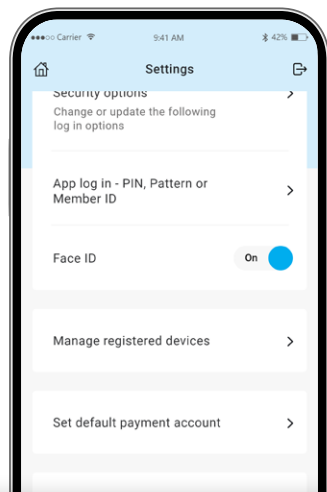 Carrier 9:41 AM 42%
Settings
Security options
Change or update the following
log in options
App log in - PIN, Pattern or
Member ID
Face ID On
Manage registered devices
Set default payment account